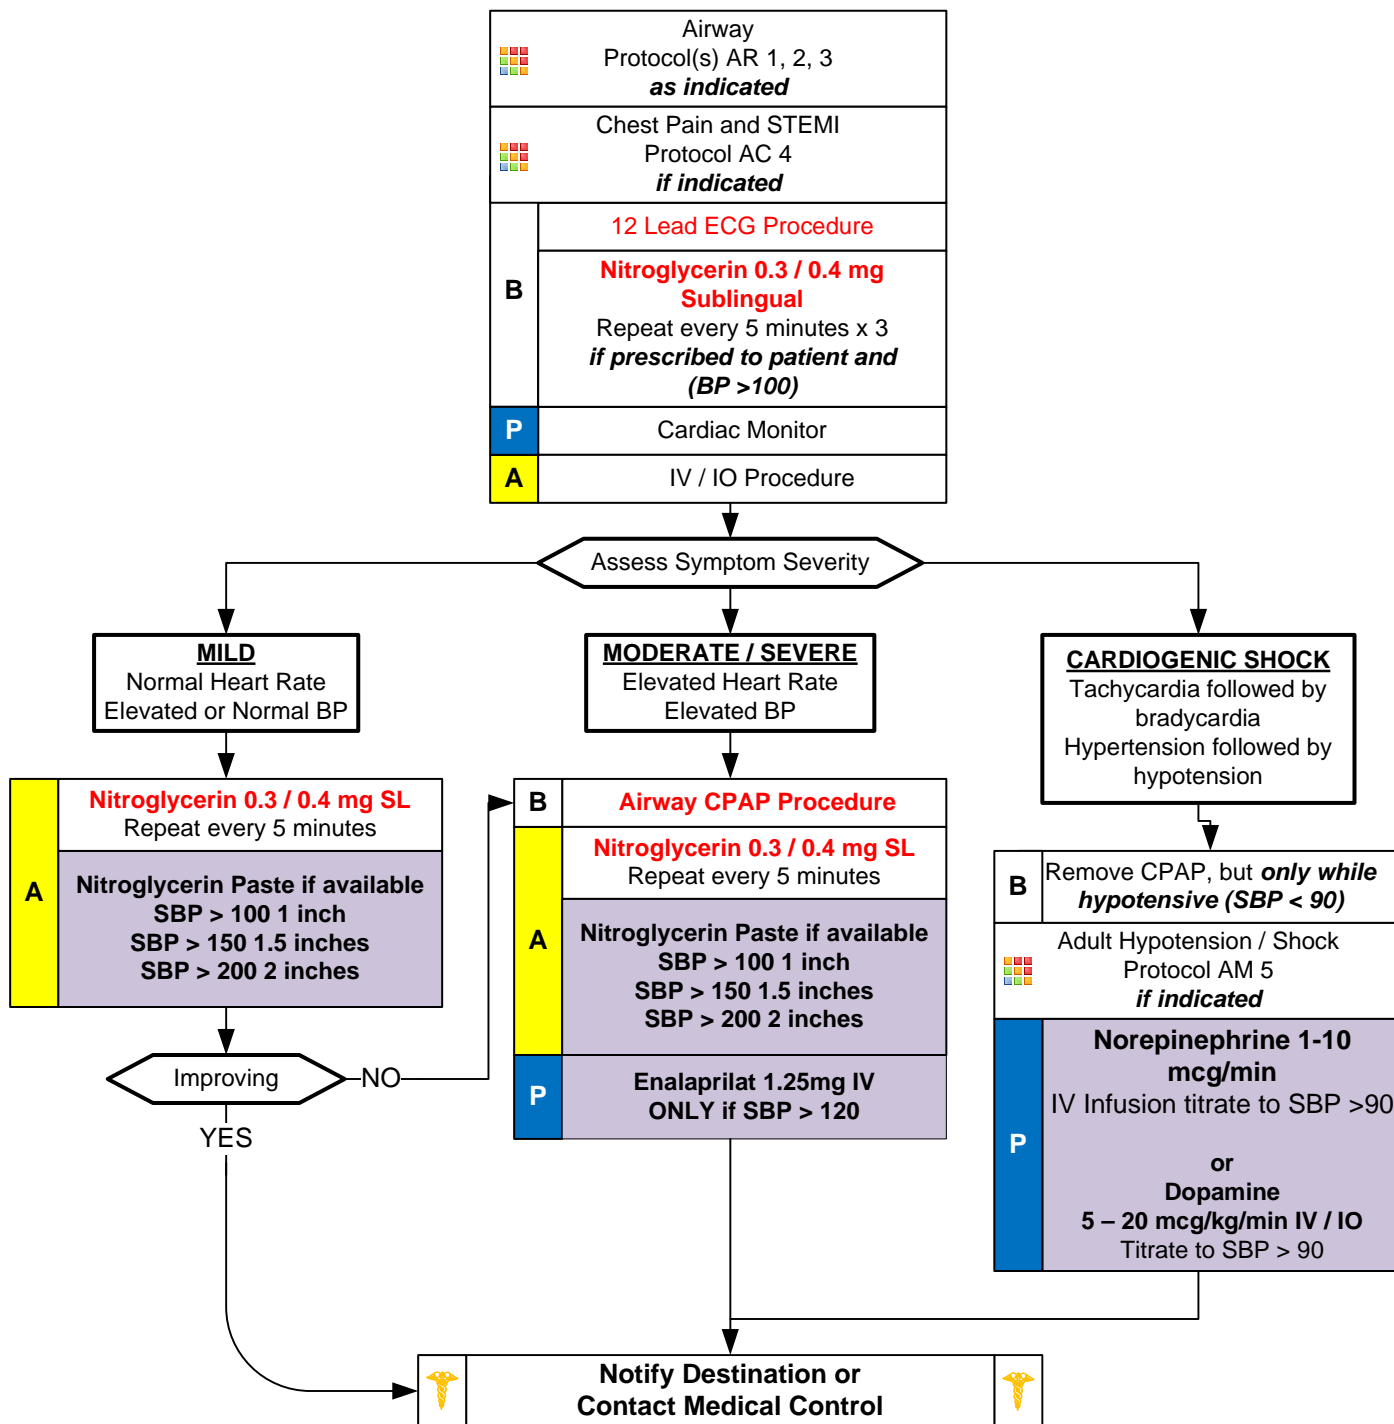 Airway
Protocol(s) AR 1, 2, 3
as indicated
Chest Pain and STEMI
Protocol AC 4
if indicated
B
12 Lead ECG Procedure
Nitroglycerin 0.3 / 0.4 mg
Sublingual
Repeat every 5 minutes x 3
if prescribed to patient and
(BP >100)
P
Cardiac Monitor
A
IV / IO Procedure
Assess Symptom Severity
MILD
Normal Heart Rate
Elevated or Normal BP
MODERATE / SEVERE
Elevated Heart Rate
Elevated BP
CARDIOGENIC SHOCK
Tachycardia followed by
bradycardia
Hypertension followed by
hypotension
A
Nitroglycerin 0.3 / 0.4 mg SL
Repeat every 5 minutes
Nitroglycerin Paste if available
SBP > 100 1 inch
SBP > 150 1.5 inches
SBP > 200 2 inches
Improving
NO
YES
B
Airway CPAP Procedure
A
Nitroglycerin 0.3 / 0.4 mg SL
Repeat every 5 minutes
Nitroglycerin Paste if available
SBP > 100 1 inch
SBP > 150 1.5 inches
SBP > 200 2 inches
P
Enalaprilat 1.25mg IV
ONLY if SBP > 120
B
Remove CPAP, but only while
hypotensive (SBP < 90)
Adult Hypotension / Shock
Protocol AM 5
if indicated
P
Norepinephrine 1-10
mcg/min
IV Infusion titrate to SBP >90
or
Dopamine
5 – 20 mcg/kg/min IV / IO
Titrate to SBP > 90
Notify Destination or
Contact Medical Control